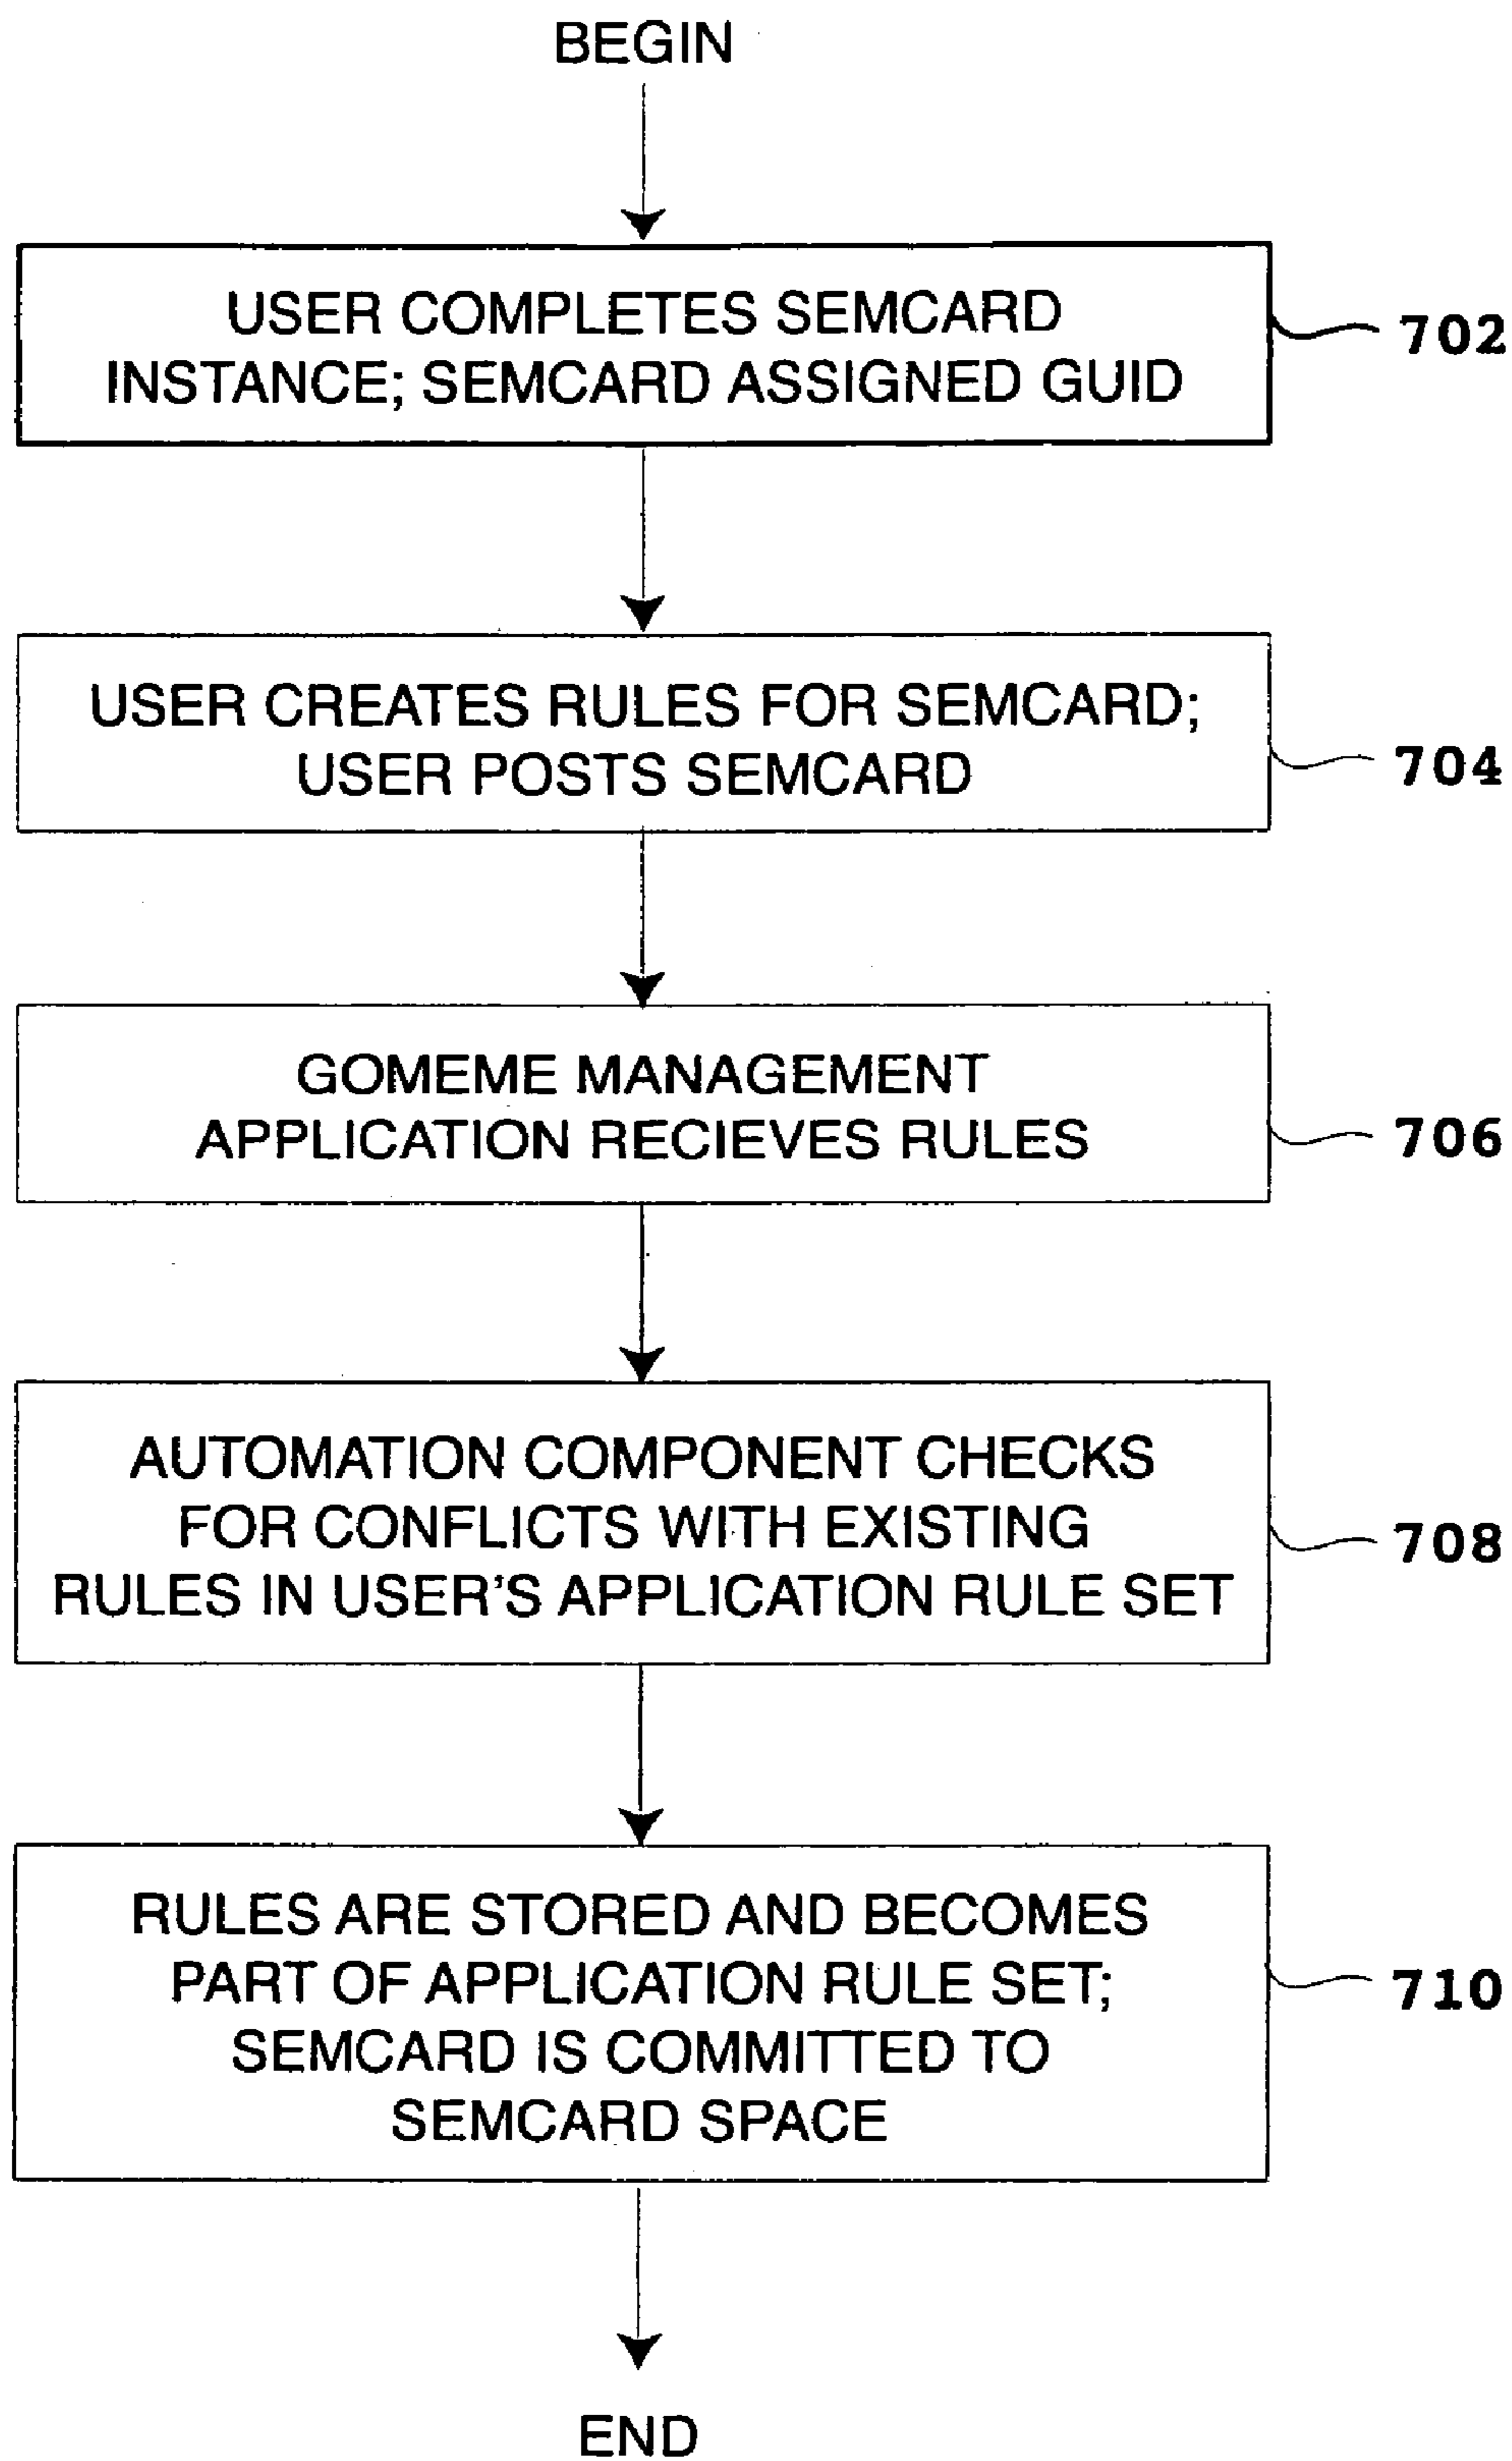 BEGIN
USER COMPLETES SEMCARD
INSTANCE; SEMCARD ASSIGNED GUID
702
USER CREATES RULES FOR SEMCARD;
USER POSTS SEMCARD
704
GOMEME MANAGEMENT
APPLICATION RECIEVES RULES
706
AUTOMATION COMPONENT CHECKS
FOR CONFLICTS WITH EXISTING
RULES IN USER'S APPLICATION RULE SET
708
RULES ARE STORED AND BECOMES
PART OF APPLICATION RULE SET;
SEMCARD IS COMMITTED TO
SEMCARD SPACE
710
END